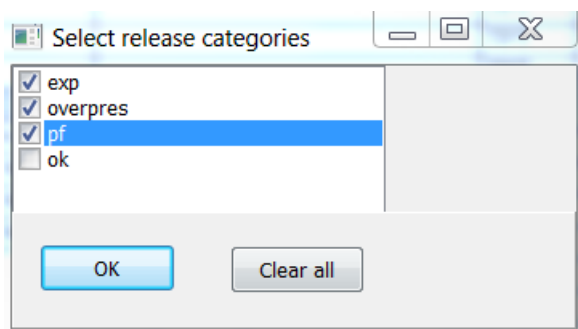 Select release categories
exp
overpres
pf
ok
OK Clear all